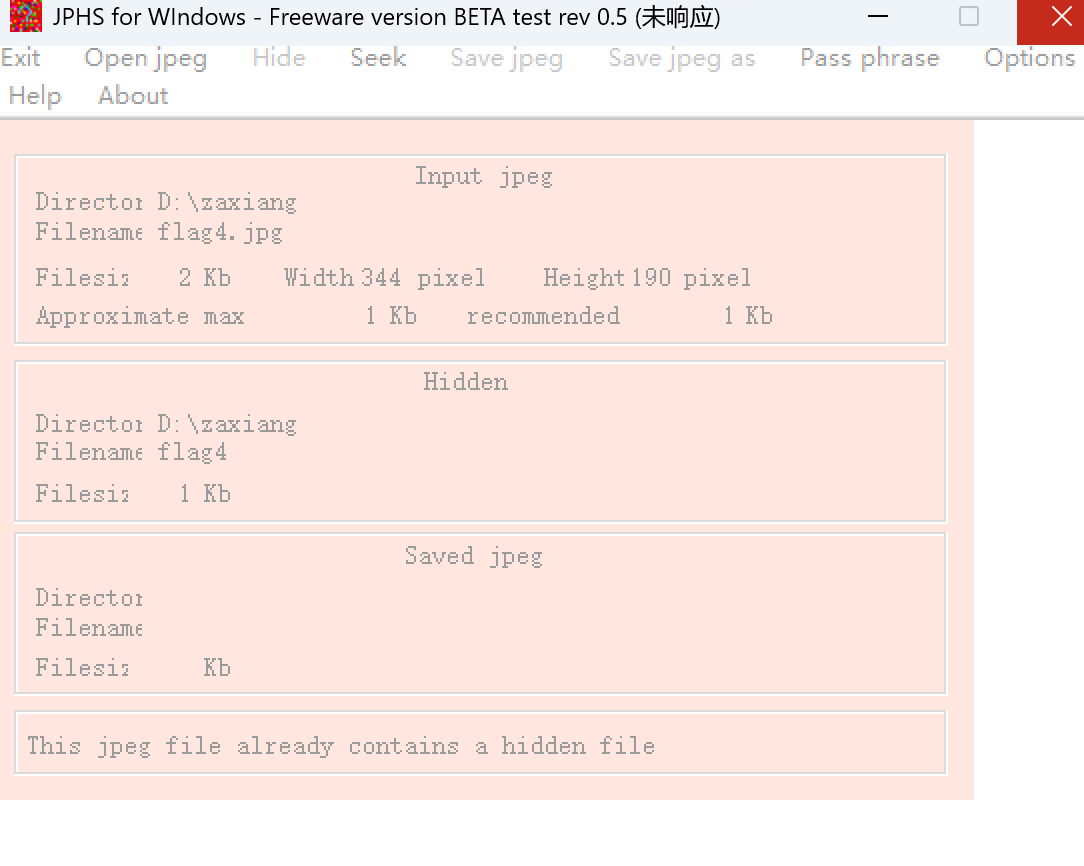 JPHS for WIndows - Freeware version BETA test rev 0.5 (未响应)
Exit Open jpeg Hide Seek Save jpeg Save jpeg as Pass phrase Options
Help About
Input jpeg
Director D:\zaxiang
Filename flag4.jpg
Filesiz 2 Kb Width 344 pixel Height 190 pixel
Approximate max 1 Kb recommended 1 Kb
Hidden
Director D:\zaxiang
Filename flag4
Filesiz 1 Kb
Saved jpeg
Director
Filename
Filesiz Kb
This jpeg file already contains a hidden file